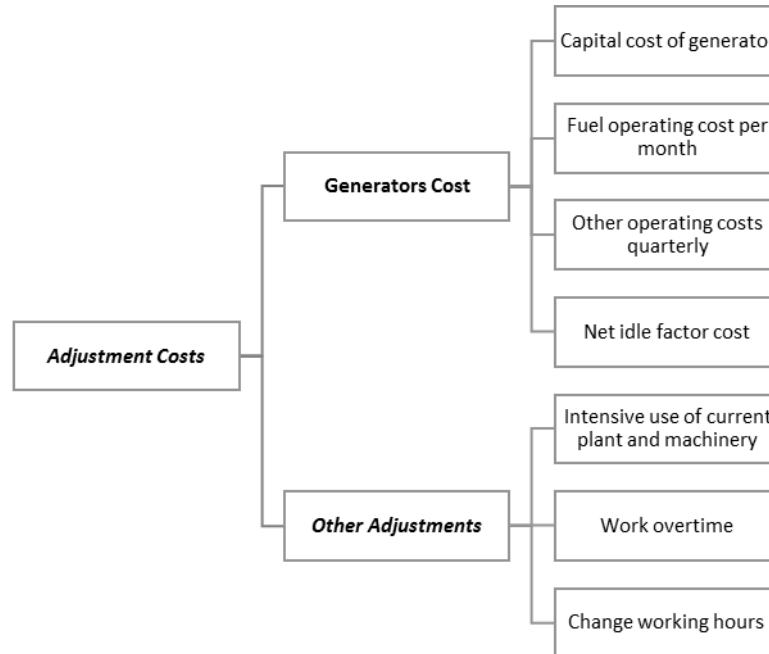 Capital cost of generato
Fuel operating cost per
month
Generators Cost
Other operating costs
quarterly
Net idle factor cost
Adjustment Costs
Intensive use of current
plant and machinery
Other Adjustments
Work overtime
Change working hours